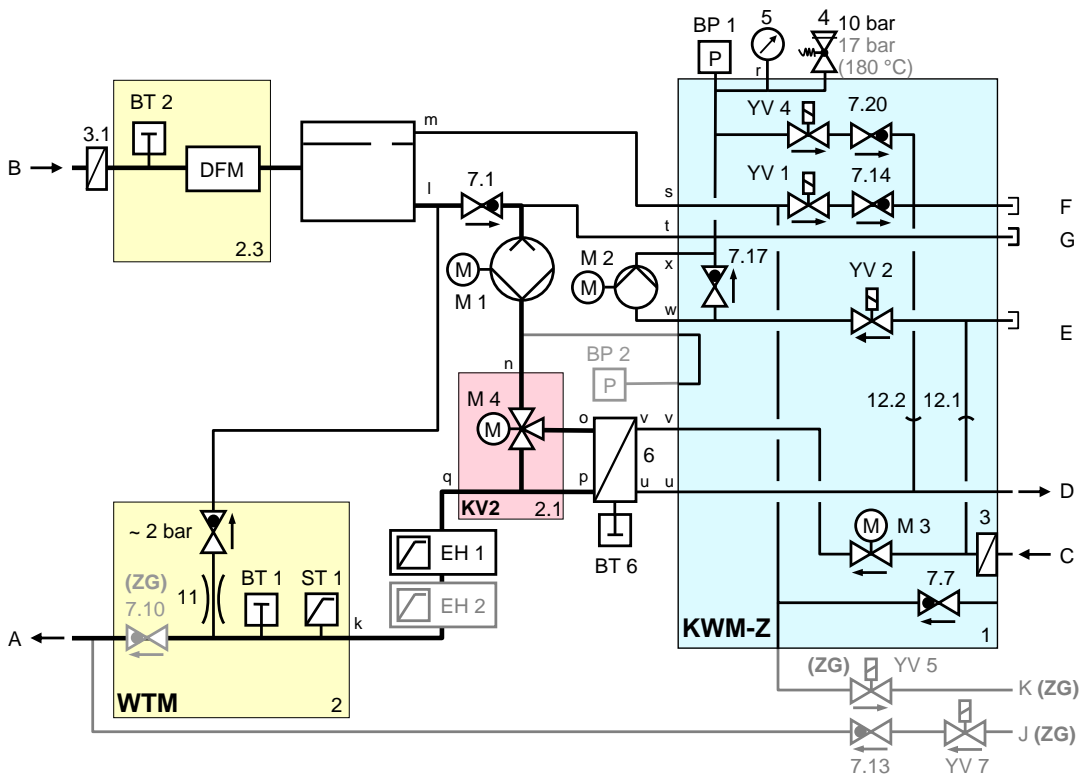 BP 1
5
4
10 bar
17 bar
(180 °C)
P
r
m
BT 2
3.1
YV 4
7.20
B
DFM
l
7.1
YV 1
7.14
s
F
t
G
2.3
M
M 1
M 2
M
x
7.17
YV 2
w
E
BP 2
P
n
M 4
M
o
v
v
12.2
12.1
6
q
p
u
u
D
KV2
2.1
~ 2 bar
EH 1
BT 6
M
M 3
3
C
(ZG)
7.10
11
BT 1
ST 1
EH 2
7.7
k
A
KWM-Z
1
WTM
2
(ZG)
YV 5
K (ZG)
J (ZG)
7.13
YV 7